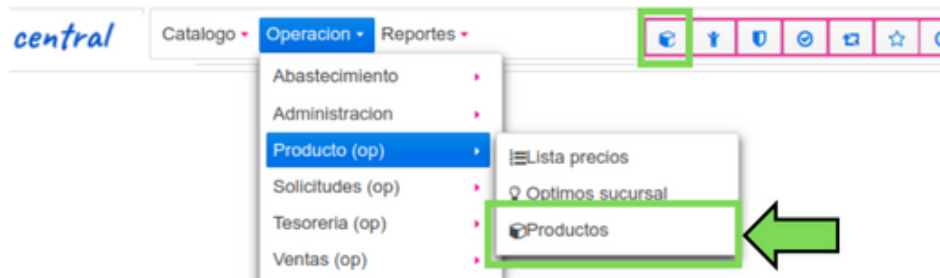 central Catalogo Operacion Reportes
Abastecimiento
Administracion
Producto (op)
Lista precios
Solicitudes (op)
Optimos sucursal
Tesoreria (op)
Productos
Ventas (op)